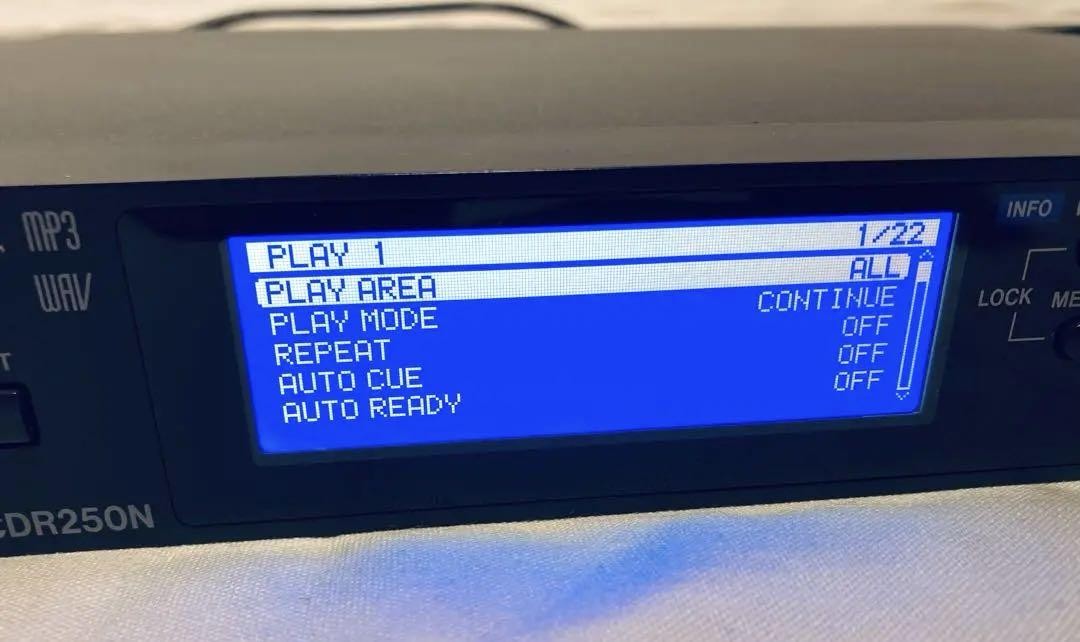 MP3
WAV
PLAY 1 1/22
PLAY AREA ALL
PLAY MODE CONTINUE
REPEAT OFF
AUTO CUE OFF
AUTO READY OFF
INFO
LOCK
CDR250N